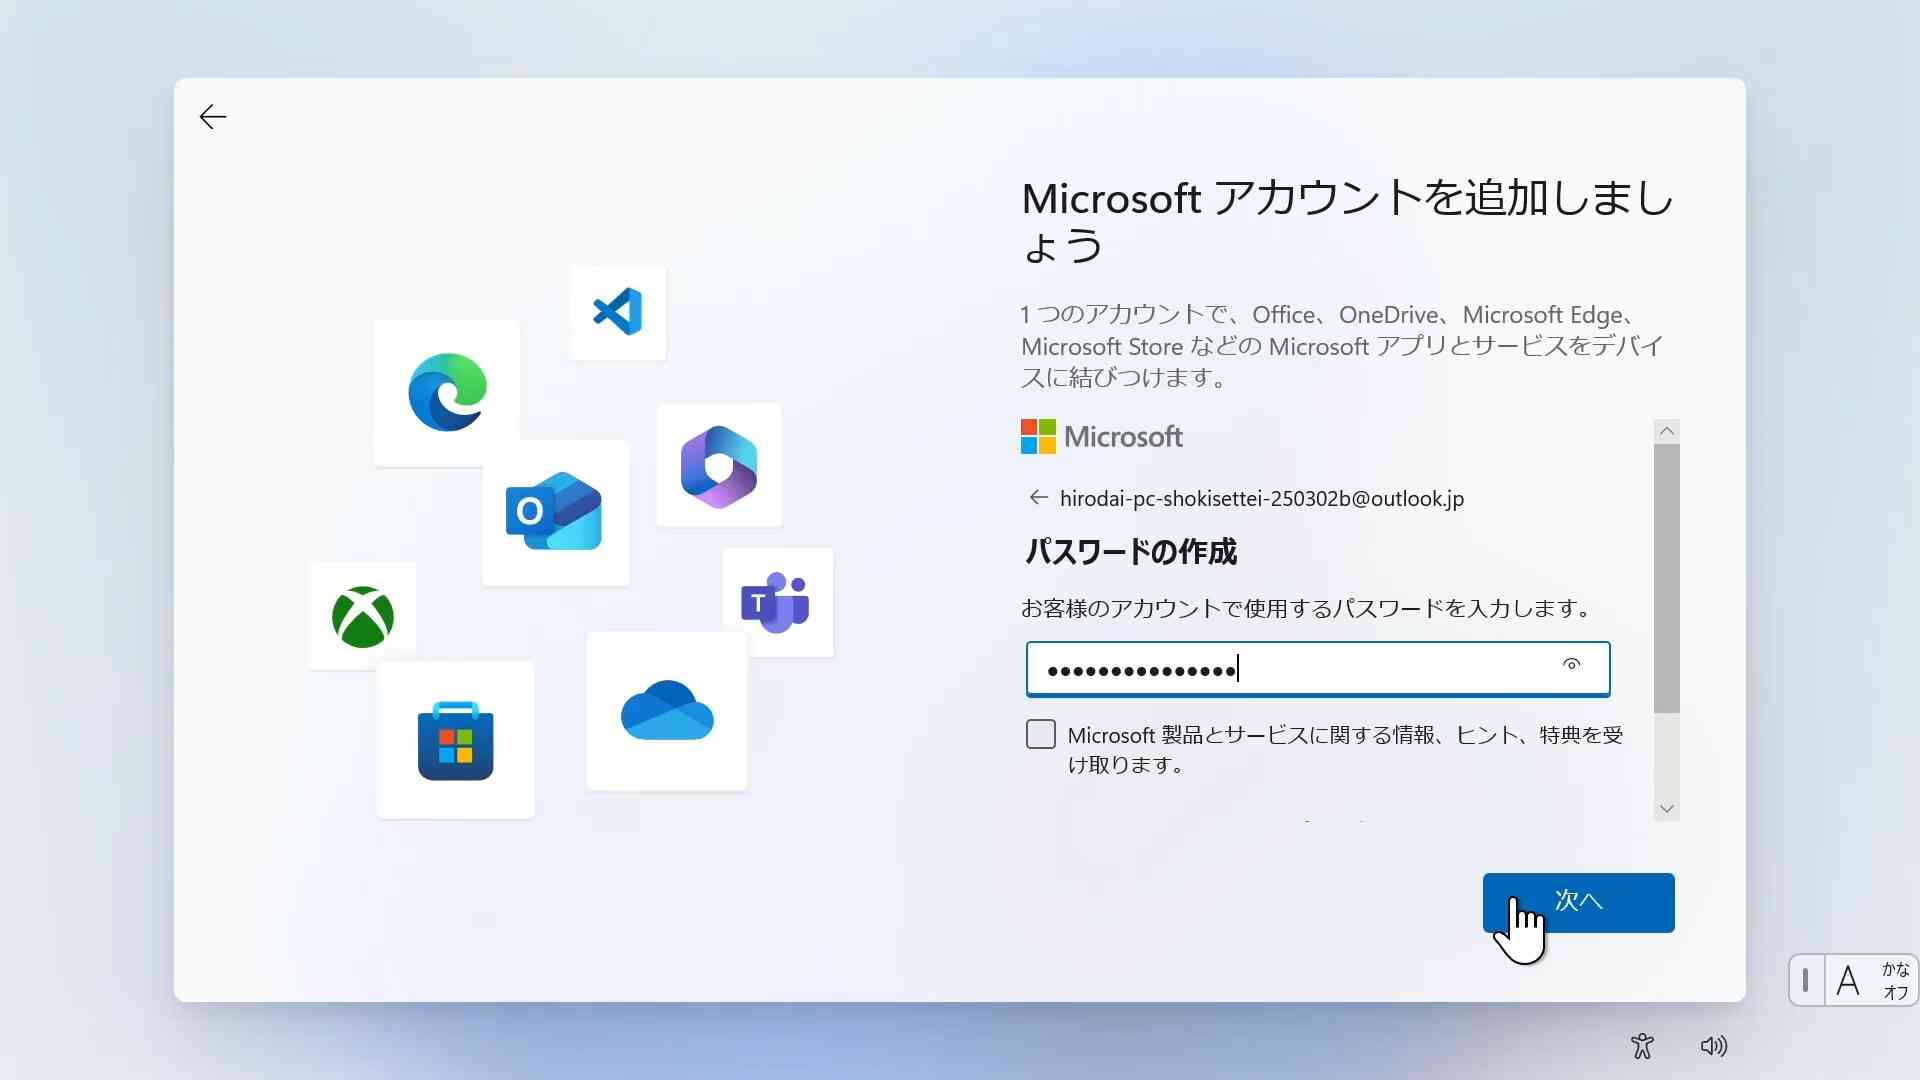 Microsoft アカウントを追加しまし
ょう
1 つのアカウントで、Office、OneDrive、Microsoft Edge、
Microsoft Store などの Microsoft アプリとサービスをデバイ
スに結びつけます。
Microsoft
hirodai-pc-shokisettei-250302b@outlook.jp
パスワードの作成
お客様のアカウントで使用するパスワードを入力します。
Microsoft 製品とサービスに関する情報、ヒント、特典を受
け取ります。
次へ
A かな
オフ
O
T